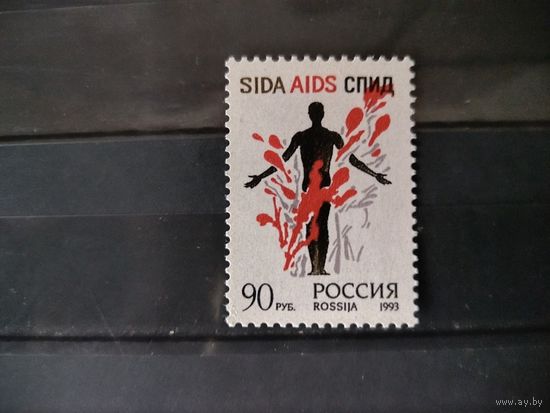 SIDA AIDS СПИД
90 РУБ. РОССИЯ
ROSSIJA 1993
© www.ay.by